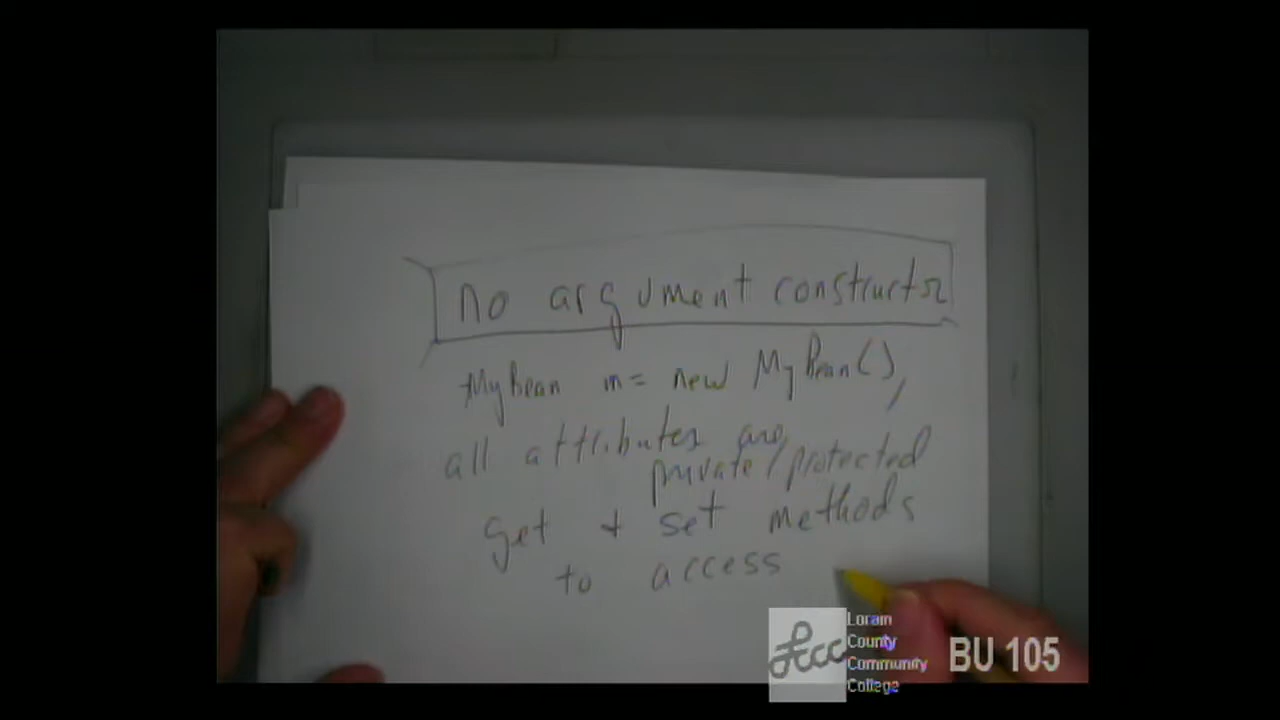 no argument constructor
MyBean m = new MyBean();
all attributes are
private/protected
get + set methods
to access
lccc
Lorain
County
Community
College
BU 105